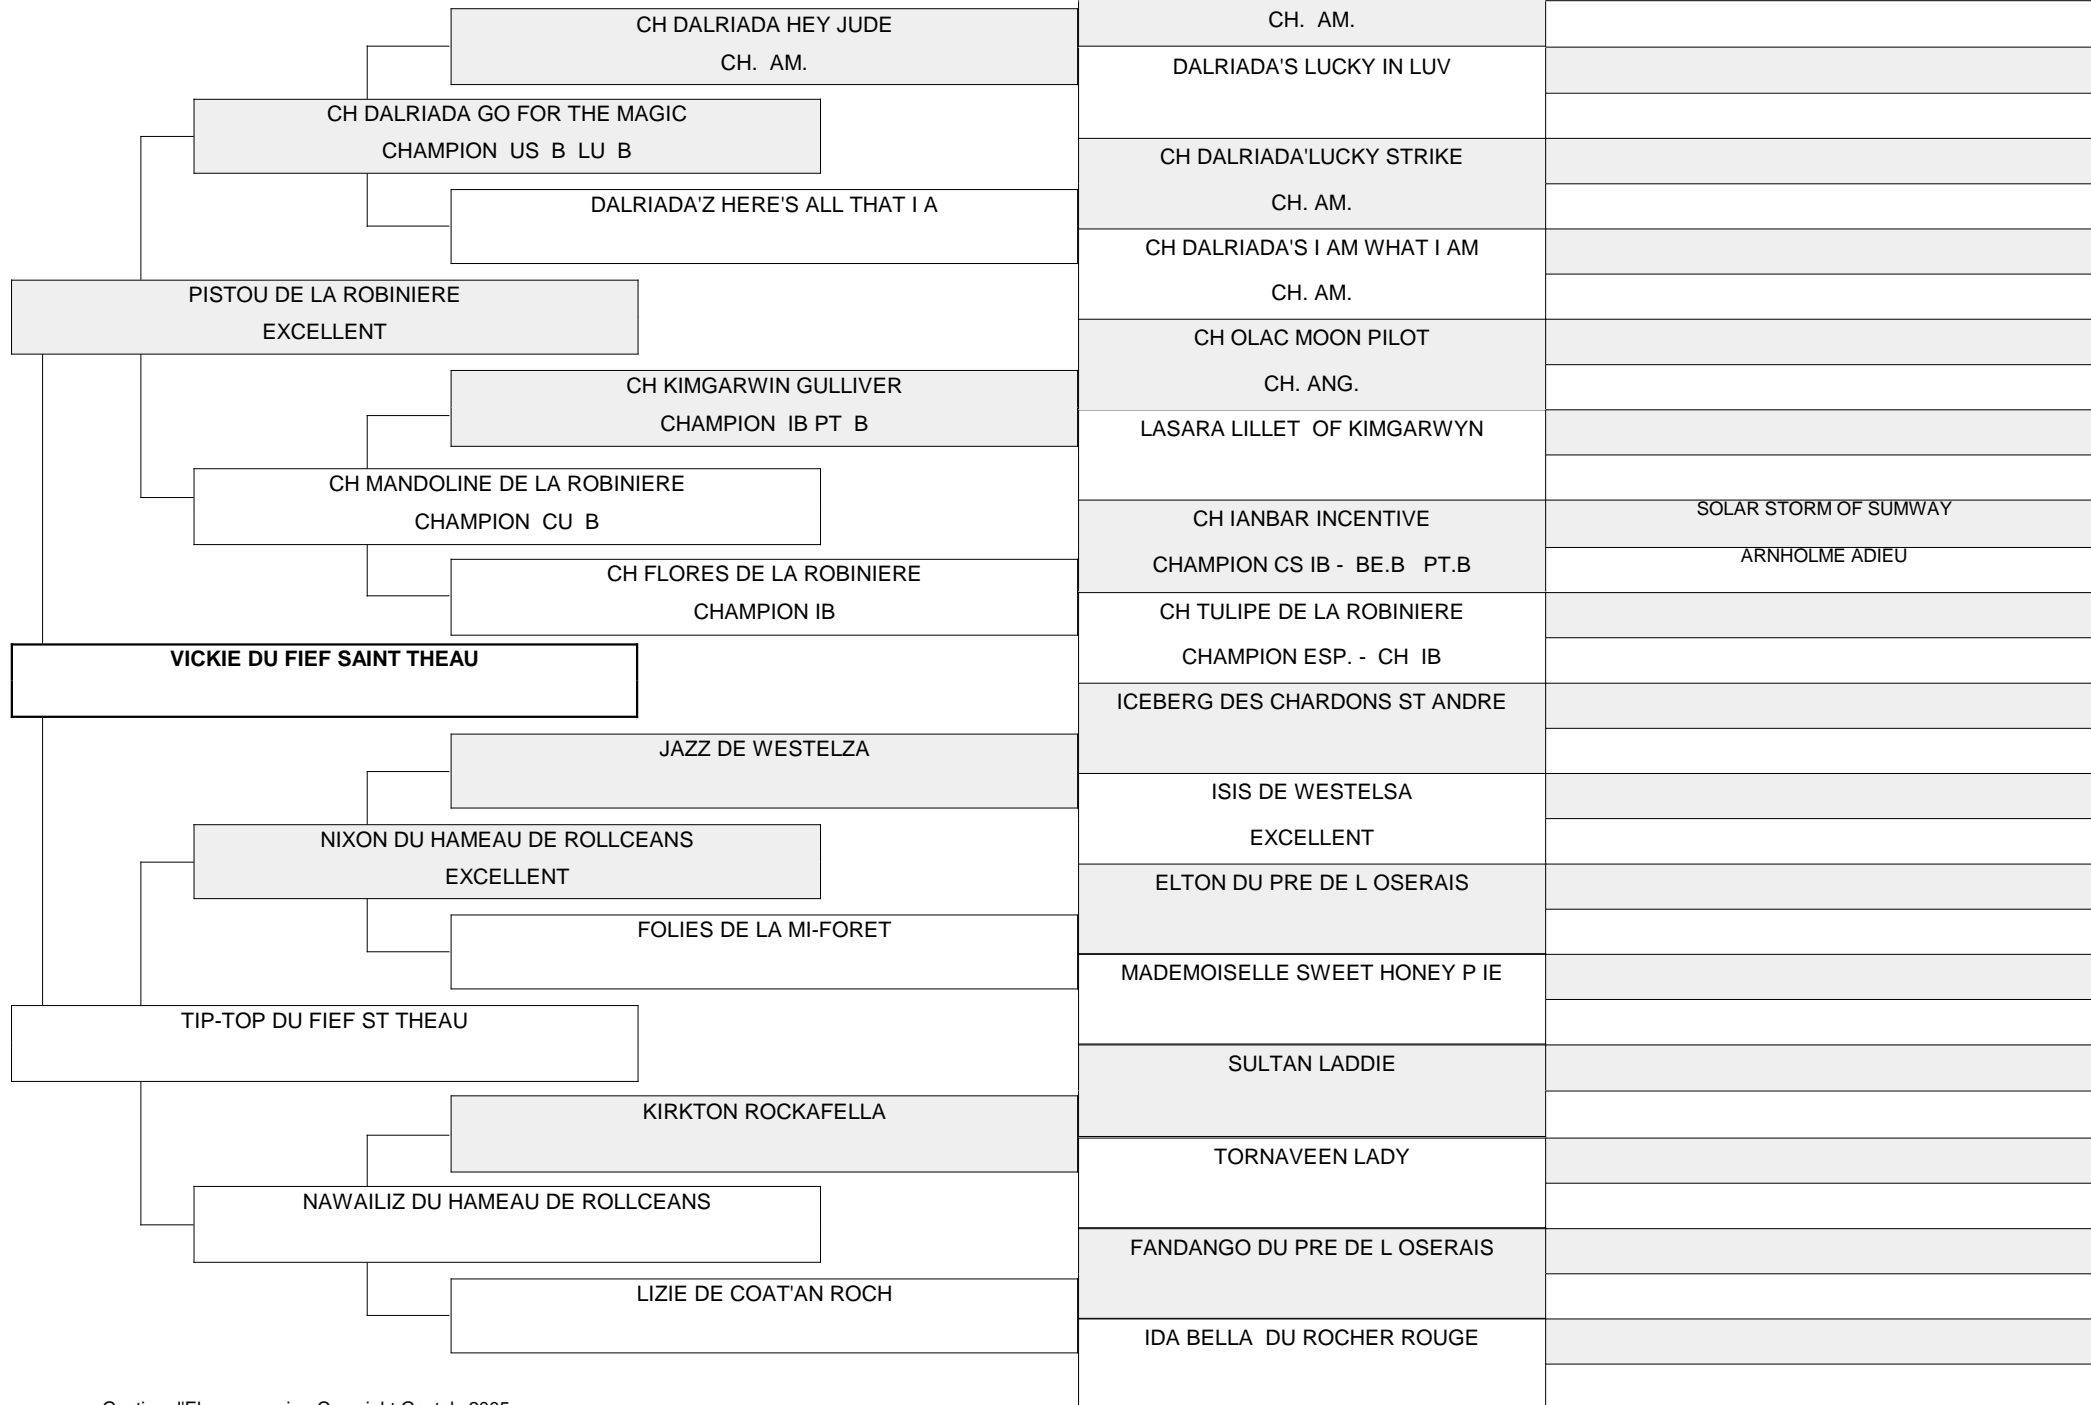 CH DALRIADA HEY JUDE
CH. AM.
CH. AM.
DALRIADA'S LUCKY IN LUV
CH DALRIADA GO FOR THE MAGIC
CHAMPION US B LU B
CH DALRIADA'LUCKY STRIKE
CH. AM.
DALRIADA'Z HERE'S ALL THAT I A
CH DALRIADA'S I AM WHAT I AM
CH. AM.
PISTOU DE LA ROBINIERE
EXCELLENT
CH OLAC MOON PILOT
CH. ANG.
CH KIMGARWIN GULLIVER
CHAMPION IB PT B
LASARA LILLET OF KIMGARWYN
CH MANDOLINE DE LA ROBINIERE
CHAMPION CU B
CH IANBAR INCENTIVE
CHAMPION CS IB - BE.B PT.B
SOLAR STORM OF SUMWAY
ARNHOLME ADIEU
CH FLORES DE LA ROBINIERE
CHAMPION IB
CH TULIPE DE LA ROBINIERE
CHAMPION ESP. - CH IB
VICKIE DU FIEF SAINT THEAU
ICEBERG DES CHARDONS ST ANDRE
JAZZ DE WESTELZA
ISIS DE WESTELSA
EXCELLENT
NIXON DU HAMEAU DE ROLLCEANS
EXCELLENT
ELTON DU PRE DE L OSERAIS
FOLIES DE LA MI-FORET
MADEMOISELLE SWEET HONEY P IE
TIP-TOP DU FIEF ST THEAU
SULTAN LADDIE
KIRKTON ROCKAFELLA
TORNAVEEN LADY
NAWAILIZ DU HAMEAU DE ROLLCEANS
FANDANGO DU PRE DE L OSERAIS
LIZIE DE COAT'AN ROCH
IDA BELLA DU ROCHER ROUGE